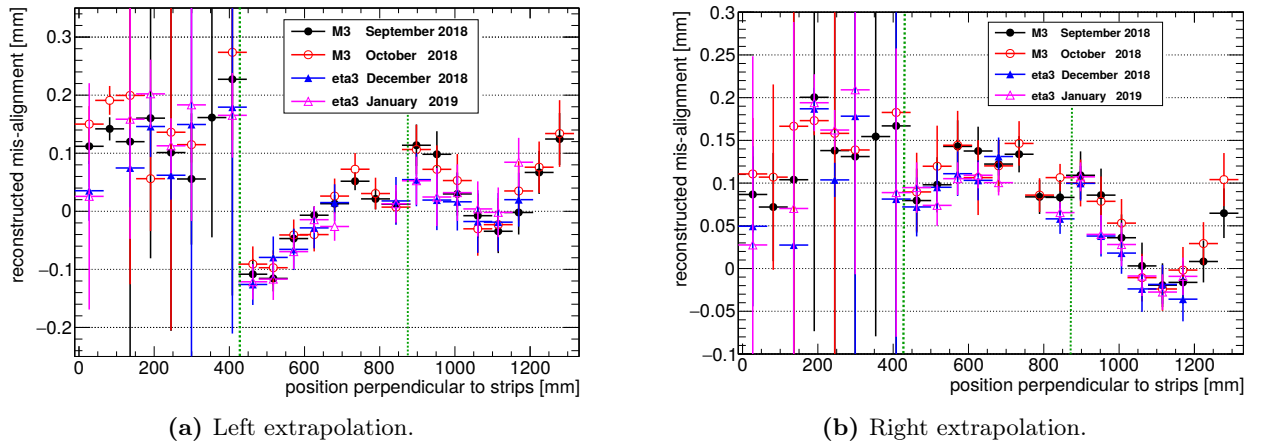 reconstructed mis-alignment [mm]
0.3
0.2
0.1
0
−0.1
−0.2
M3 September 2018
M3 October 2018
eta3 December 2018
eta3 January 2019
0 200 400 600 800 1000 1200
position perpendicular to strips [mm]
(a) Left extrapolation.
reconstructed mis-alignment [mm]
0.3
0.25
0.2
0.15
0.1
0.05
0
−0.05
−0.1
M3 September 2018
M3 October 2018
eta3 December 2018
eta3 January 2019
0 200 400 600 800 1000 1200
position perpendicular to strips [mm]
(b) Right extrapolation.